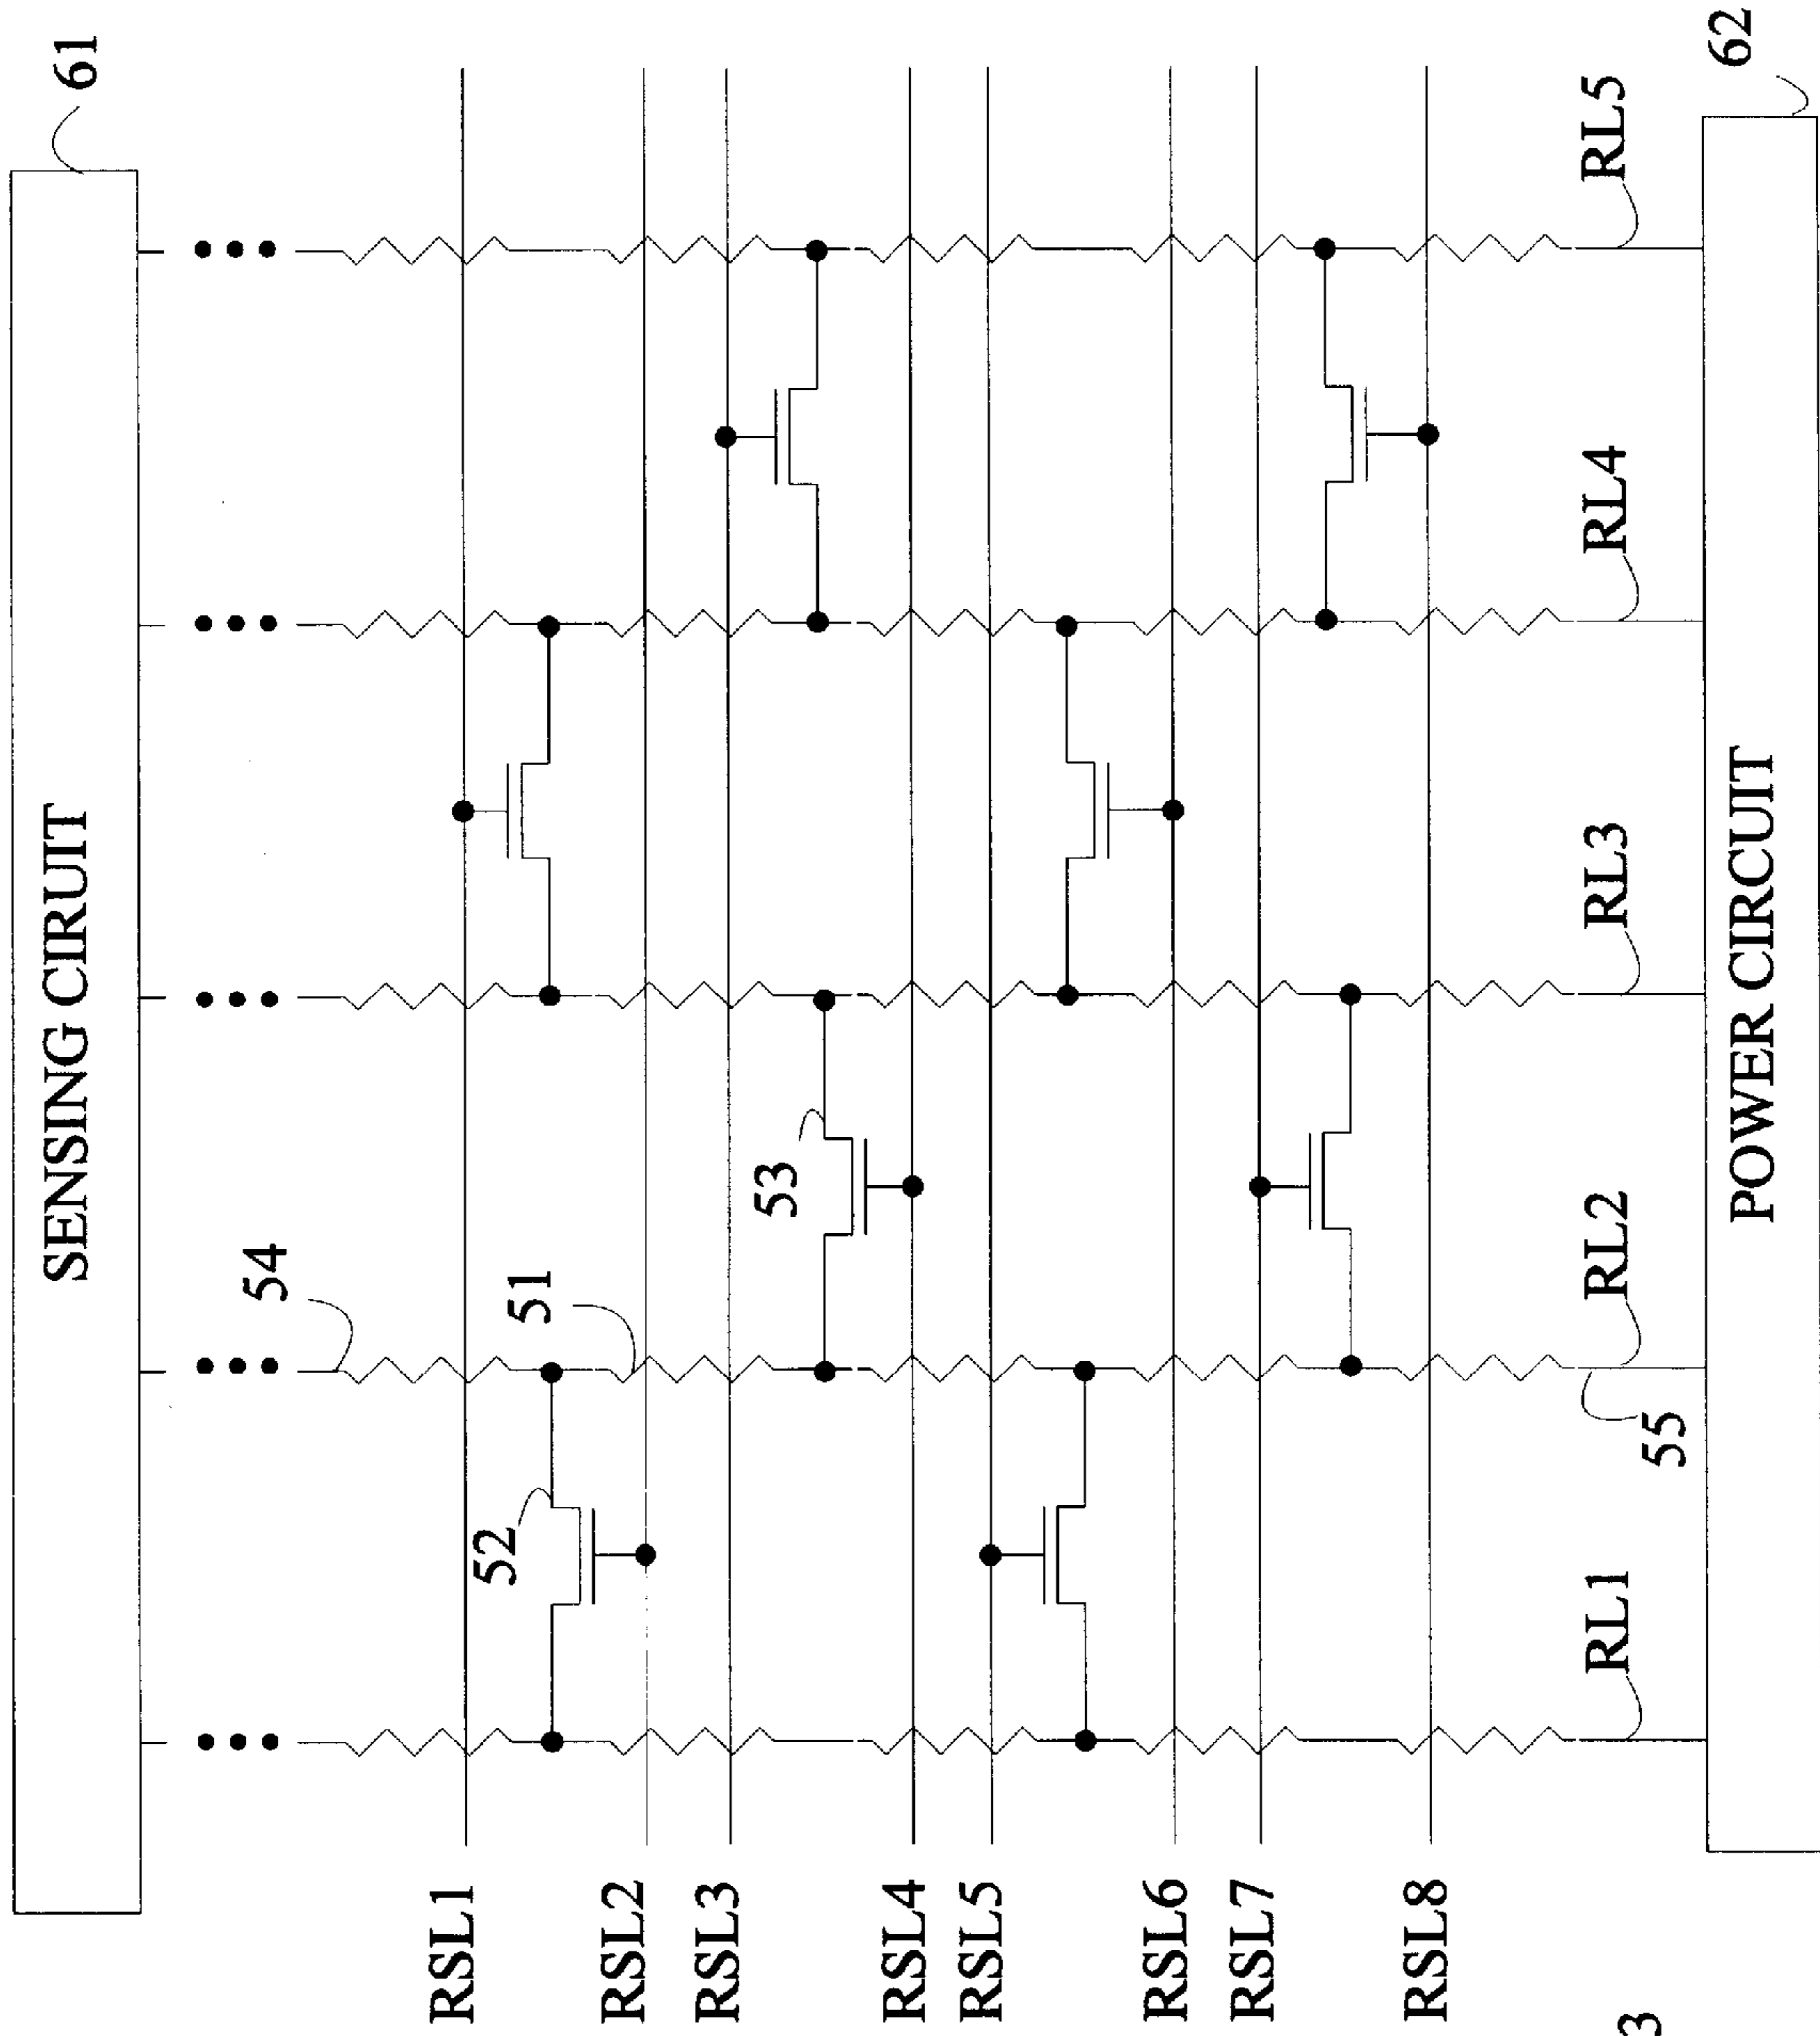 SENSING CIRUIT
61
54
RSL1
52
51
RSL2
RSL3
53
RSL4
RSL5
RSL6
RSL7
RSL8
RL1
RL2
RL3
RL4
RL5
55
POWER CIRCUIT
62
3